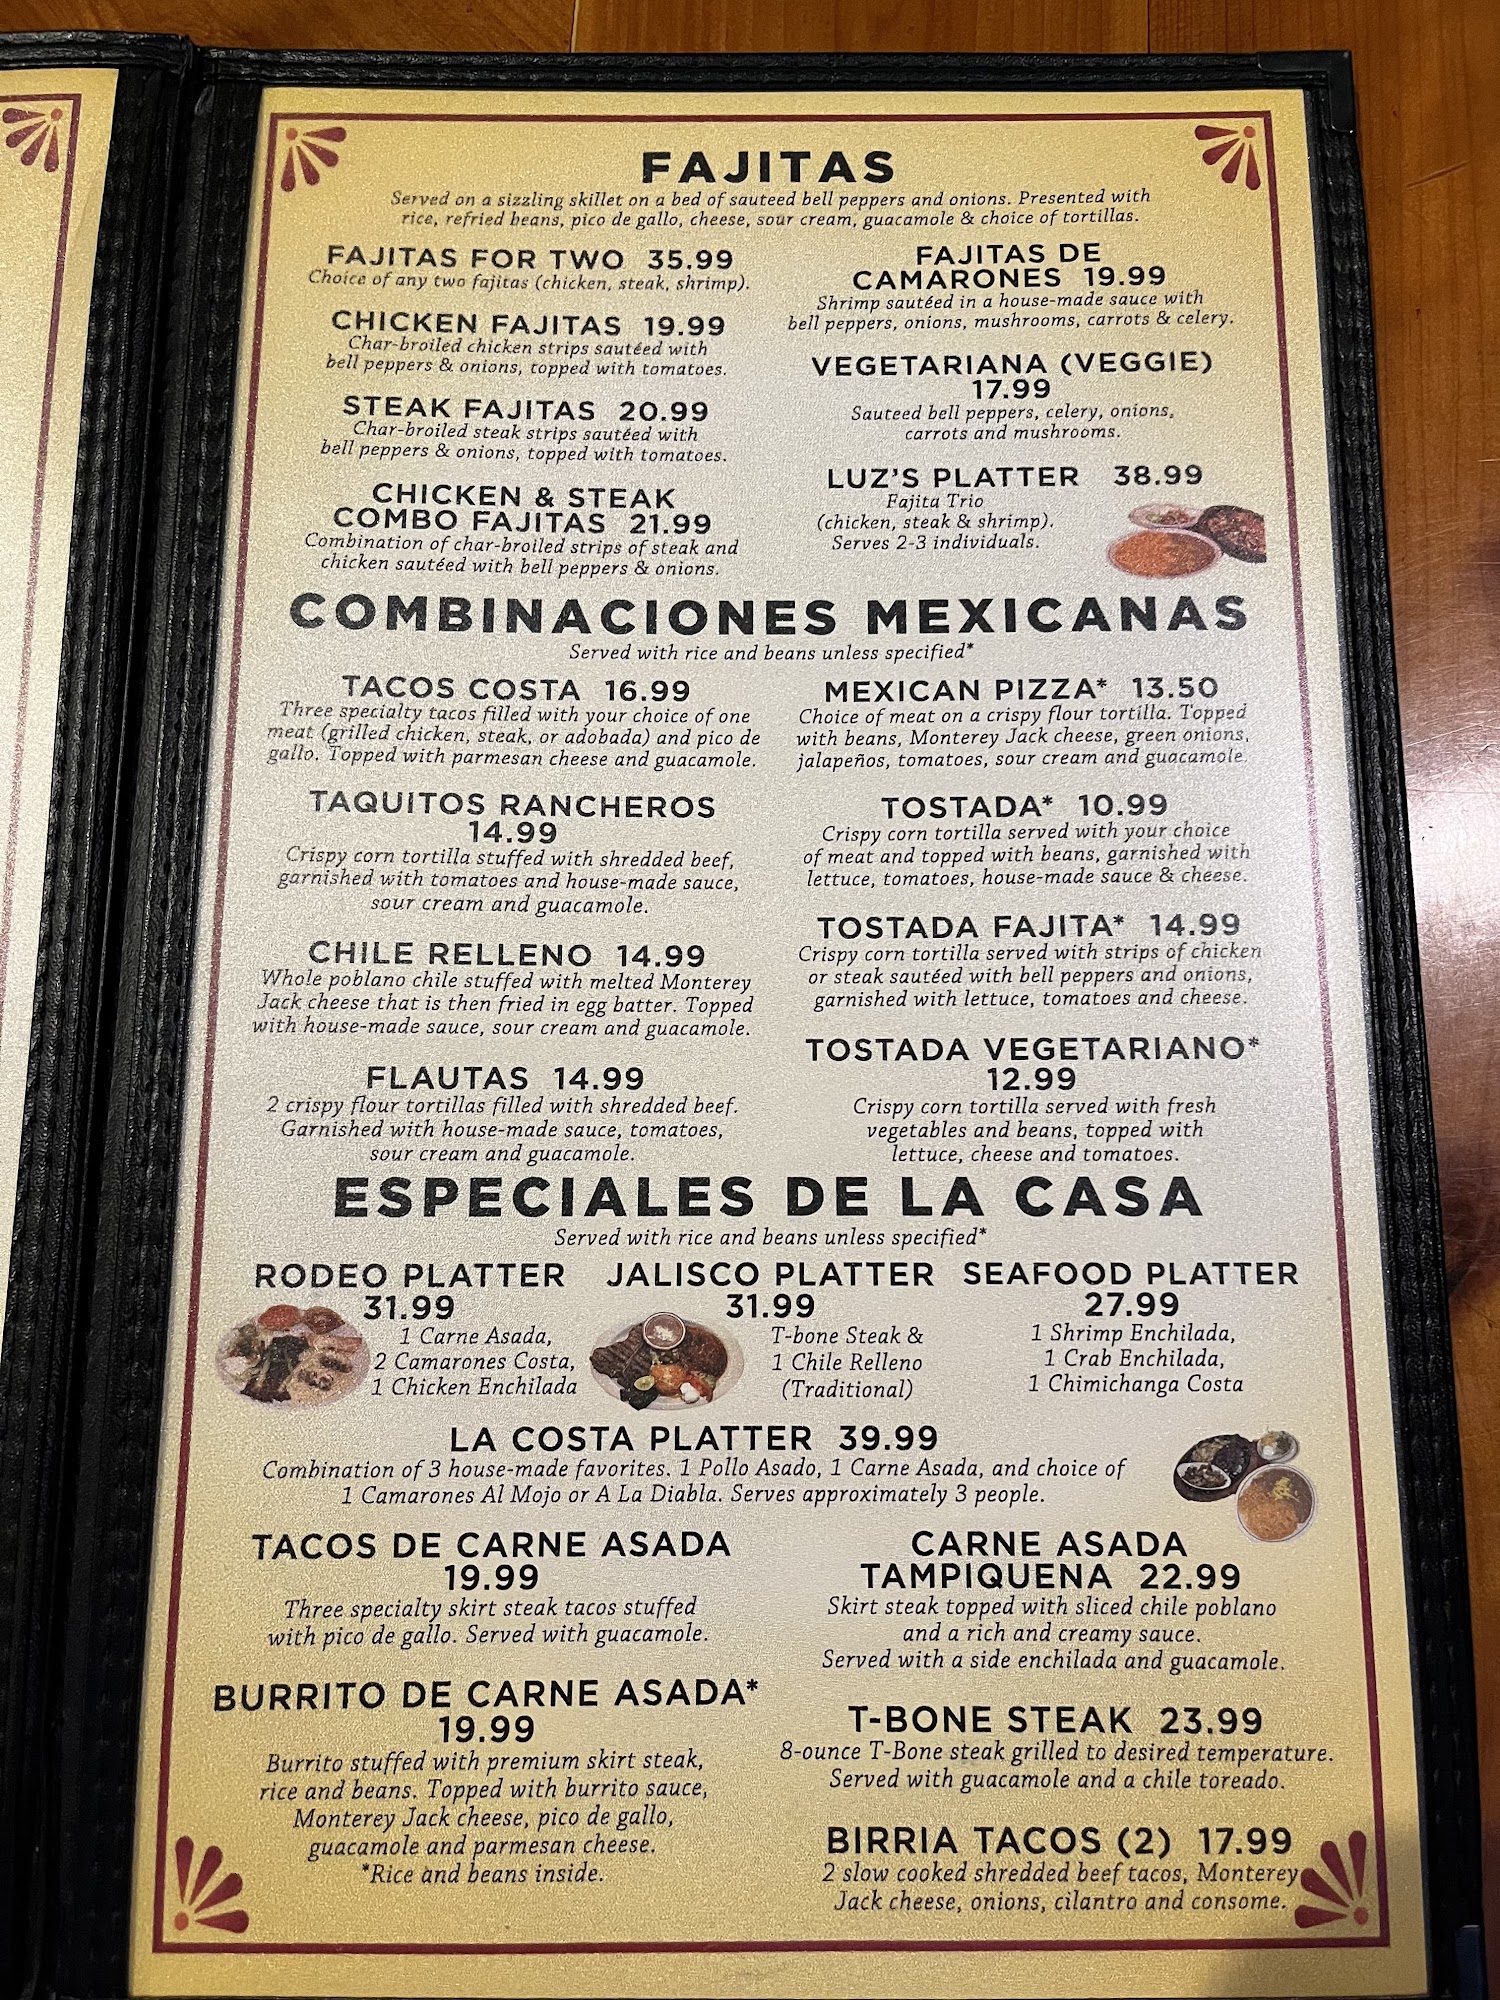 FAJITAS
Served on a sizzling skillet on a bed of sauteed bell peppers and onions. Presented with
rice, refried beans, pico de gallo, cheese, sour cream, guacamole & choice of tortillas.
FAJITAS FOR TWO 35.99
Choice of any two fajitas (chicken, steak, shrimp).
CHICKEN FAJITAS 19.99
Char-broiled chicken strips sautéed with
bell peppers & onions, topped with tomatoes.
STEAK FAJITAS 20.99
Char-broiled steak strips sautéed with
bell peppers & onions, topped with tomatoes.
CHICKEN & STEAK
COMBO FAJITAS 21.99
Combination of char-broiled strips of steak and
chicken sautéed with bell peppers & onions.
FAJITAS DE
CAMARONES 19.99
Shrimp sautéed in a house-made sauce with
bell peppers, onions, mushrooms, carrots & celery.
VEGETARIANA (VEGGIE)
17.99
Sauteed bell peppers, celery, onions,
carrots and mushrooms.
LUZ'S PLATTER 38.99
Fajita Trio
(chicken, steak & shrimp).
Serves 2-3 individuals.
COMBINACIONES MEXICANAS
Served with rice and beans unless specified*
TACOS COSTA 16.99
Three specialty tacos filled with your choice of one
meat (grilled chicken, steak, or adobada) and pico de
gallo. Topped with parmesan cheese and guacamole.
TAQUITOS RANCHEROS
14.99
Crispy corn tortilla stuffed with shredded beef,
garnished with tomatoes and house-made sauce,
sour cream and guacamole.
CHILE RELLENO 14.99
Whole poblano chile stuffed with melted Monterey
Jack cheese that is then fried in egg batter. Topped
with house-made sauce, sour cream and guacamole.
FLAUTAS 14.99
2 crispy flour tortillas filled with shredded beef.
Garnished with house-made sauce, tomatoes,
sour cream and guacamole.
MEXICAN PIZZA* 13.50
Choice of meat on a crispy flour tortilla. Topped
with beans, Monterey Jack cheese, green onions,
jalapeños, tomatoes, sour cream and guacamole.
TOSTADA* 10.99
Crispy corn tortilla served with your choice
of meat and topped with beans, garnished with
lettuce, tomatoes, house-made sauce & cheese.
TOSTADA FAJITA* 14.99
Crispy corn tortilla served with strips of chicken
or steak sautéed with bell peppers and onions,
garnished with lettuce, tomatoes and cheese.
TOSTADA VEGETARIANO*
12.99
Crispy corn tortilla served with fresh
vegetables and beans, topped with
lettuce, cheese and tomatoes.
ESPECIALES DE LA CASA
Served with rice and beans unless specified*
RODEO PLATTER
31.99
1 Carne Asada,
2 Camarones Costa,
1 Chicken Enchilada
JALISCO PLATTER
31.99
T-bone Steak &
1 Chile Relleno
(Traditional)
SEAFOOD PLATTER
27.99
1 Shrimp Enchilada,
1 Crab Enchilada,
1 Chimichanga Costa
LA COSTA PLATTER 39.99
Combination of 3 house-made favorites. 1 Pollo Asado, 1 Carne Asada, and choice of
1 Camarones Al Mojo or A La Diabla. Serves approximately 3 people.
TACOS DE CARNE ASADA
19.99
Three specialty skirt steak tacos stuffed
with pico de gallo. Served with guacamole.
BURRITO DE CARNE ASADA*
19.99
Burrito stuffed with premium skirt steak,
rice and beans. Topped with burrito sauce,
Monterey Jack cheese, pico de gallo,
guacamole and parmesan cheese.
*Rice and beans inside.
CARNE ASADA
TAMPIQUENA 22.99
Skirt steak topped with sliced chile poblano
and a rich and creamy sauce.
Served with a side enchilada and guacamole.
T-BONE STEAK 23.99
8-ounce T-Bone steak grilled to desired temperature.
Served with guacamole and a chile toreado.
BIRRIA TACOS (2) 17.99
2 slow cooked shredded beef tacos, Monterey
Jack cheese, onions, cilantro and consome.